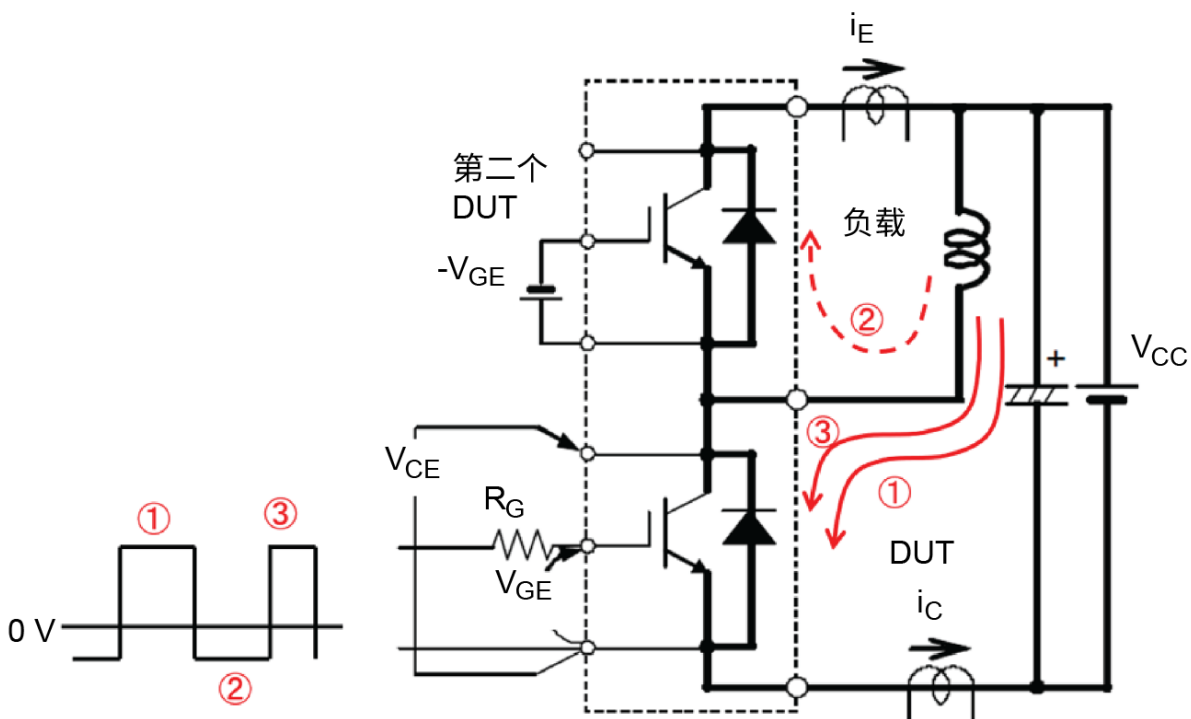 iE
第二个
DUT
负载
-VGE
②
VCC
+
③
VCE
①
RG
①
③
VGE
DUT
iC
0 V
②